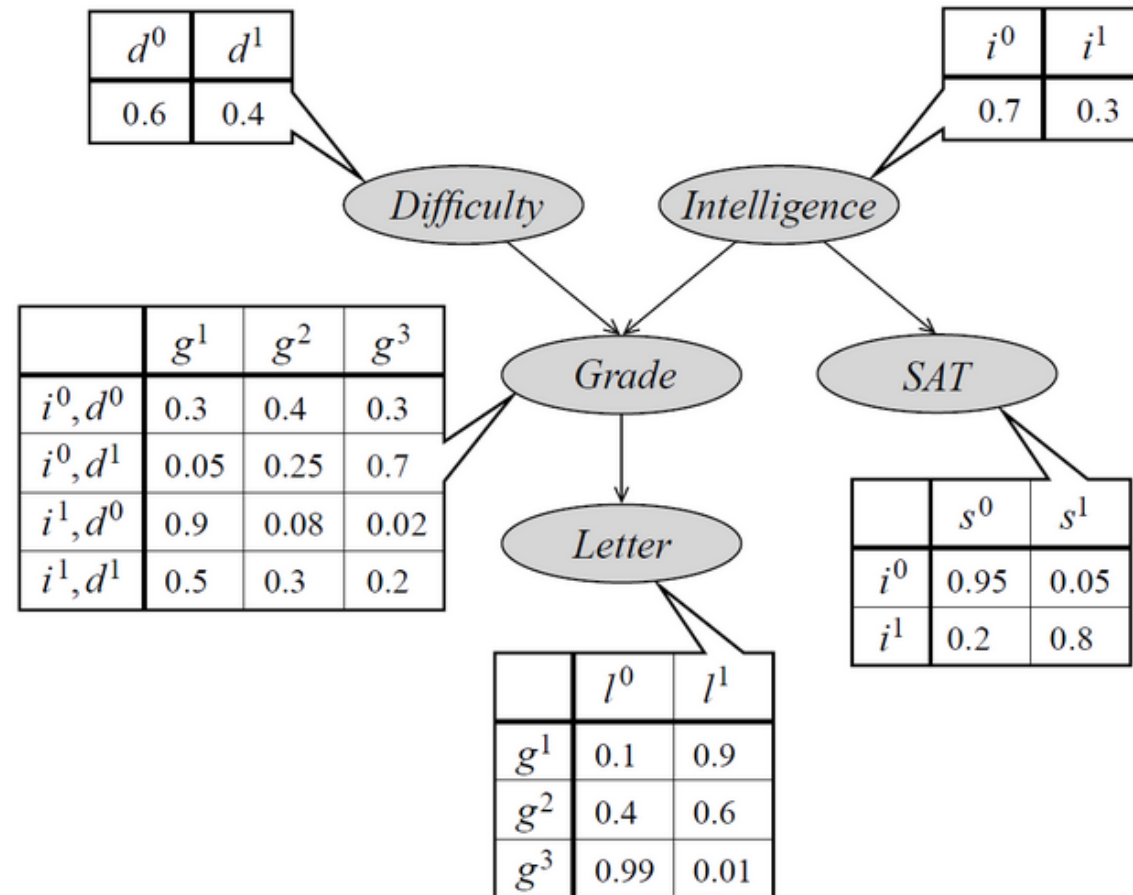 d⁰ d¹
0.6 0.4
i⁰ i¹
0.7 0.3
Difficulty
Intelligence
g¹ g² g³
i⁰,d⁰ 0.3 0.4 0.3
i⁰,d¹ 0.05 0.25 0.7
i¹,d⁰ 0.9 0.08 0.02
i¹,d¹ 0.5 0.3 0.2
Grade
SAT
Letter
s⁰ s¹
i⁰ 0.95 0.05
i¹ 0.2 0.8
l⁰ l¹
g¹ 0.1 0.9
g² 0.4 0.6
g³ 0.99 0.01